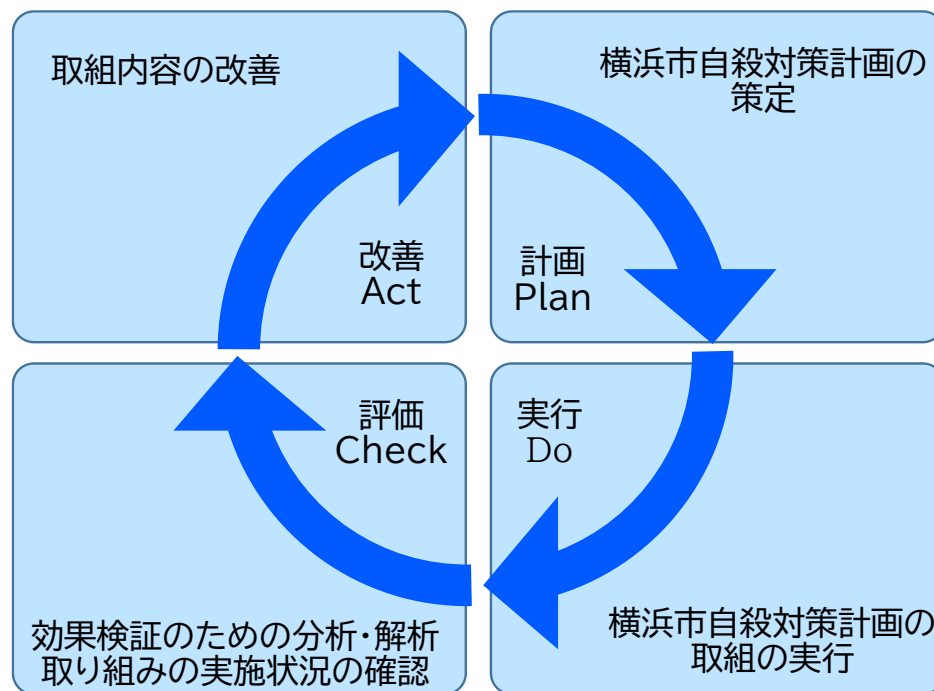 取組内容の改善
横浜市自殺対策計画の
策定
改善
Act
計画
Plan
評価
Check
実行
Do
効果検証のための分析・解析
取り組みの実施状況の確認
横浜市自殺対策計画の
取組の実行